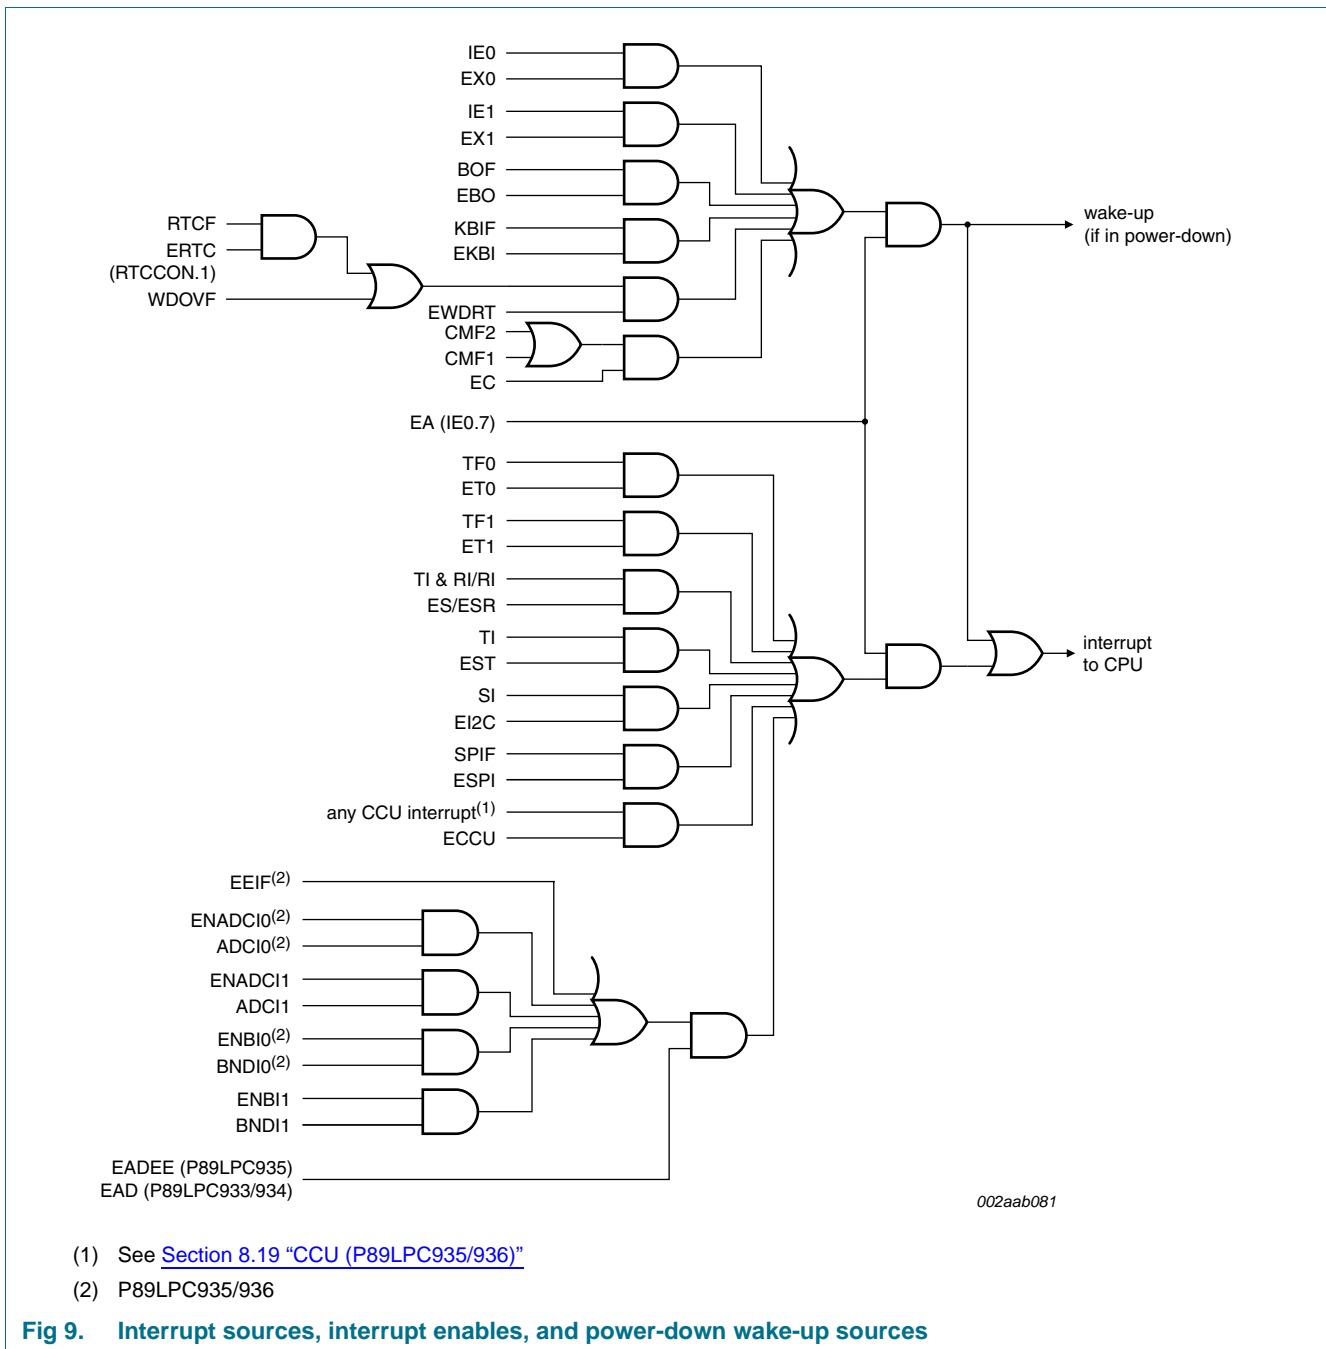 IE0
EX0
IE1
EX1
BOF
EBO
RTCF
ERTC
(RTCCON.1)
WDOVF
KBIF
EKBI
EWDRT
CMF2
CMF1
EC
wake-up
(if in power-down)
EA (IE0.7)
TF0
ET0
TF1
ET1
TI & RI/RI
ES/ESR
TI
EST
SI
EI2C
SPIF
ESPI
any CCU interrupt(1)
ECCU
interrupt
to CPU
EEIF(2)
ENADCI0(2)
ADCI0(2)
ENADCI1
ADCI1
ENBI0(2)
BNDI0(2)
ENBI1
BNDI1
EADEE (P89LPC935)
EAD (P89LPC933/934)
002aab081
(1) See Section 8.19 “CCU (P89LPC935/936)”
(2) P89LPC935/936
Fig 9. Interrupt sources, interrupt enables, and power-down wake-up sources